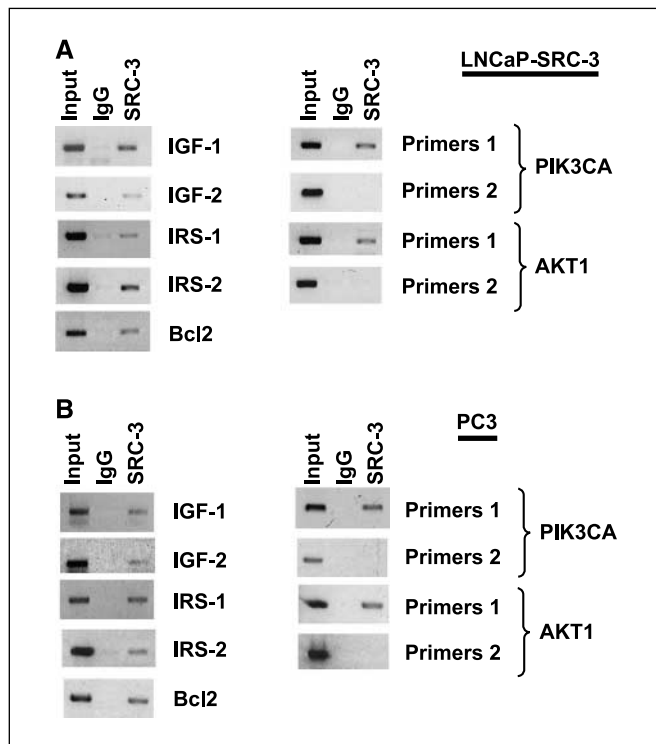 A
LNCaP-SRC-3
Input IgG SRC-3
IGF-1
IGF-2
IRS-1
IRS-2
Bcl2
Input IgG SRC-3
Primers 1
Primers 2
PIK3CA
Primers 1
Primers 2
AKT1
B
PC3
Input IgG SRC-3
IGF-1
IGF-2
IRS-1
IRS-2
Bcl2
Input IgG SRC-3
Primers 1
Primers 2
PIK3CA
Primers 1
Primers 2
AKT1